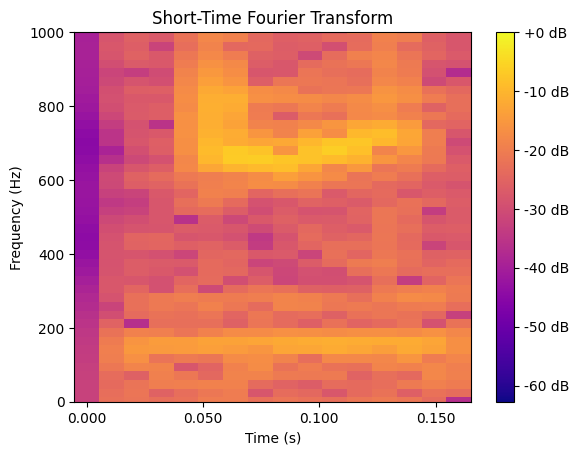 Short-Time Fourier Transform
1000
800
600
400
200
0
Frequency (Hz)
0.000
0.050
0.100
0.150
Time (s)
+0 dB
-10 dB
-20 dB
-30 dB
-40 dB
-50 dB
-60 dB